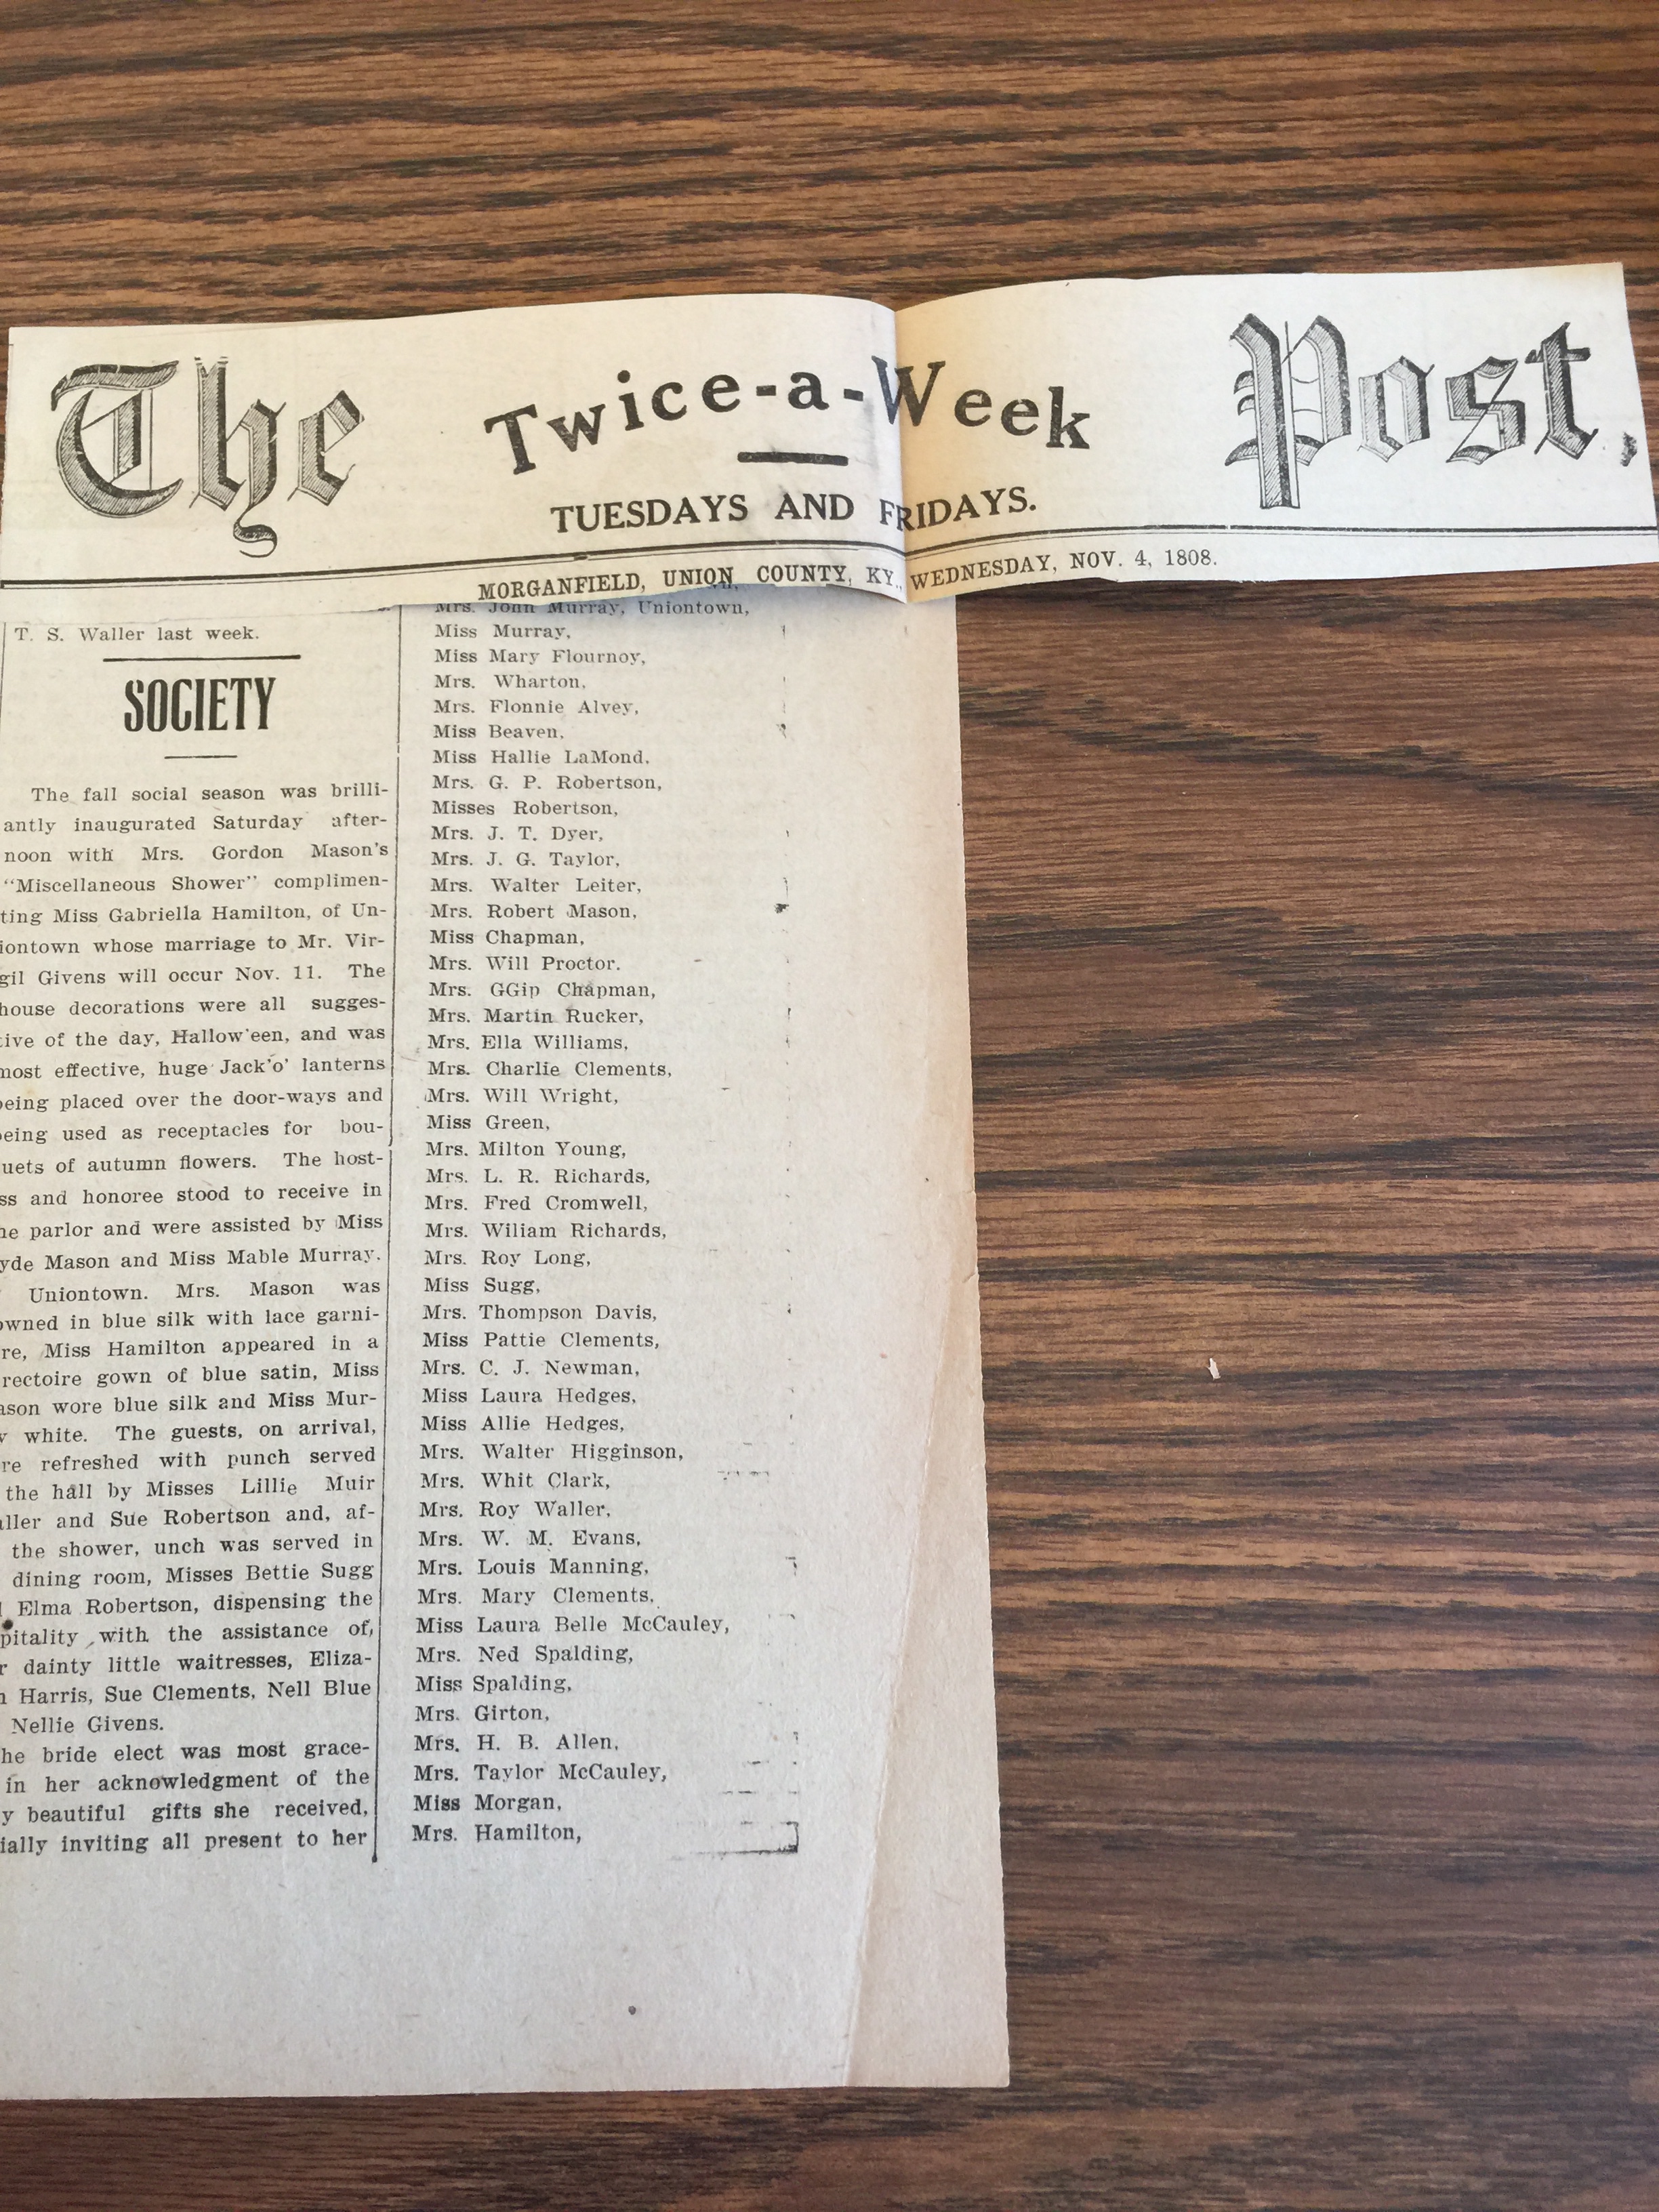 The Twice-a-Week Post,
TUESDAYS AND FRIDAYS.
MORGANFIELD, UNION COUNTY, KY., WEDNESDAY, NOV. 4, 1808.
T. S. Waller last week.
SOCIETY
The fall social season was brilli-
antly inaugurated Saturday after-
noon with Mrs. Gordon Mason's
"Miscellaneous Shower" complimen-
ting Miss Gabriella Hamilton, of Un-
iontown whose marriage to Mr. Vir-
gil Givens will occur Nov. 11. The
house decorations were all sugges-
tive of the day, Hallow'een, and was
most effective, huge Jack'o' lanterns
being placed over the door-ways and
being used as receptacles for bou-
uets of autumn flowers. The host-
ss and honoree stood to receive in
he parlor and were assisted by Miss
yde Mason and Miss Mable Murray.
Uniontown. Mrs. Mason was
owned in blue silk with lace garni-
re, Miss Hamilton appeared in a
rectoire gown of blue satin, Miss
ason wore blue silk and Miss Mur-
y white. The guests, on arrival,
re refreshed with punch served
the hall by Misses Lillie Muir
aller and Sue Robertson and, af-
the shower, unch was served in
dining room, Misses Bettie Sugg
Elma Robertson, dispensing the
pitality with the assistance of,
r dainty little waitresses, Eliza-
h Harris, Sue Clements, Nell Blue
Nellie Givens.
he bride elect was most grace-
in her acknowledgment of the
y beautiful gifts she received,
ially inviting all present to her
Mrs. John Murray, Uniontown,
Miss Murray,
Miss Mary Flournoy,
Mrs. Wharton,
Mrs. Flonnie Alvey,
Miss Beaven,
Miss Hallie LaMond,
Mrs. G. P. Robertson,
Misses Robertson,
Mrs. J. T. Dyer,
Mrs. J. G. Taylor,
Mrs. Walter Leiter,
Mrs. Robert Mason,
Miss Chapman,
Mrs. Will Proctor.
Mrs. GGip Chapman,
Mrs. Martin Rucker,
Mrs. Ella Williams,
Mrs. Charlie Clements,
Mrs. Will Wright,
Miss Green,
Mrs. Milton Young,
Mrs. L. R. Richards,
Mrs. Fred Cromwell,
Mrs. Wiliam Richards,
Mrs. Roy Long,
Miss Sugg,
Mrs. Thompson Davis,
Miss Pattie Clements,
Mrs. C. J. Newman,
Miss Laura Hedges,
Miss Allie Hedges,
Mrs. Walter Higginson,
Mrs. Whit Clark,
Mrs. Roy Waller,
Mrs. W. M. Evans,
Mrs. Louis Manning,
Mrs. Mary Clements,
Miss Laura Belle McCauley,
Mrs. Ned Spalding,
Miss Spalding,
Mrs. Girton,
Mrs. H. B. Allen,
Mrs. Taylor McCauley,
Miss Morgan,
Mrs. Hamilton,